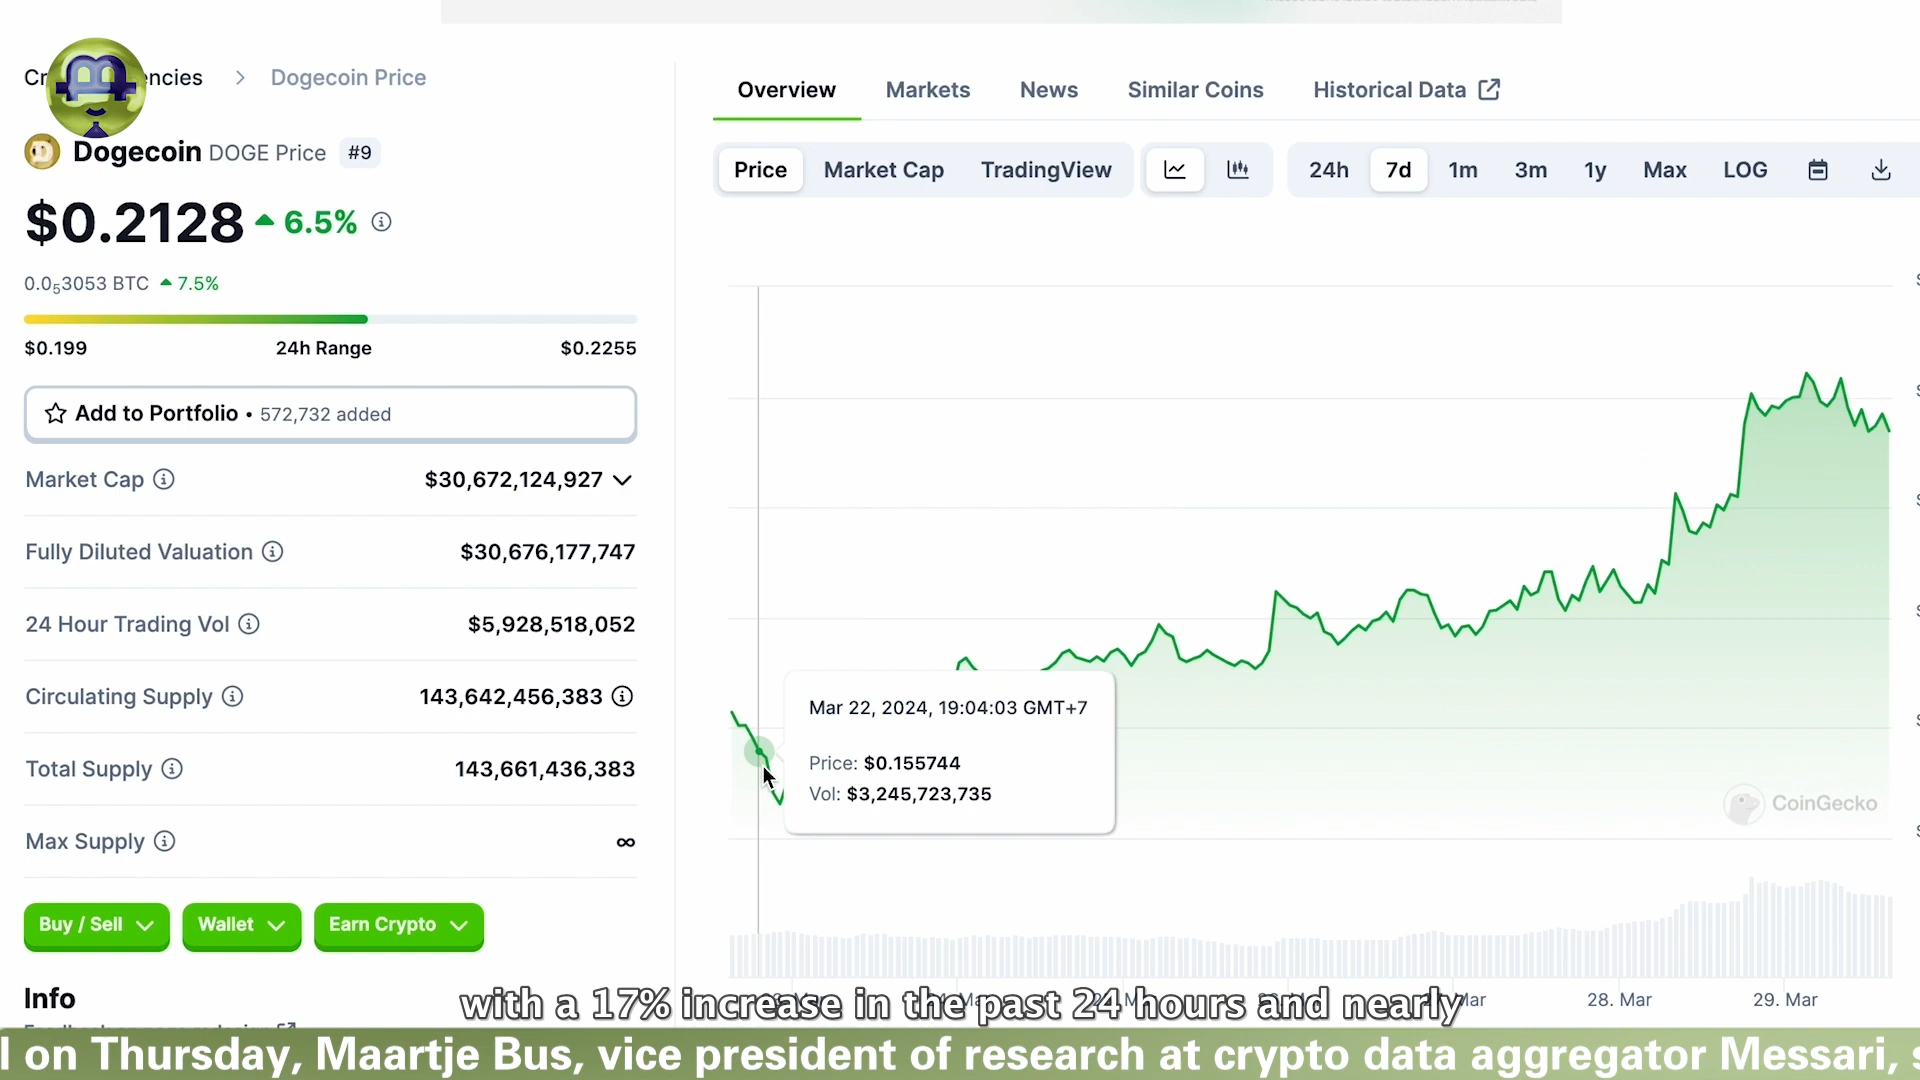 Cr
encies
Dogecoin Price
Dogecoin DOGE Price #9
$0.2128 6.5%
0.0₅3053 BTC 7.5%
$0.199 24h Range $0.2255
Add to Portfolio • 572,732 added
Market Cap $30,672,124,927
Fully Diluted Valuation $30,676,177,747
24 Hour Trading Vol $5,928,518,052
Circulating Supply 143,642,456,383
Total Supply 143,661,436,383
Max Supply ∞
Buy / Sell Wallet Earn Crypto
Info
Overview Markets News Similar Coins Historical Data
Price Market Cap TradingView 24h 7d 1m 3m 1y Max LOG
Mar 22, 2024, 19:04:03 GMT+7
Price: $0.155744
Vol: $3,245,723,735
CoinGecko
28. Mar 29. Mar
with a 17% increase in the past 24 hours and nearly
l on Thursday, Maartje Bus, vice president of research at crypto data aggregator Messari, s